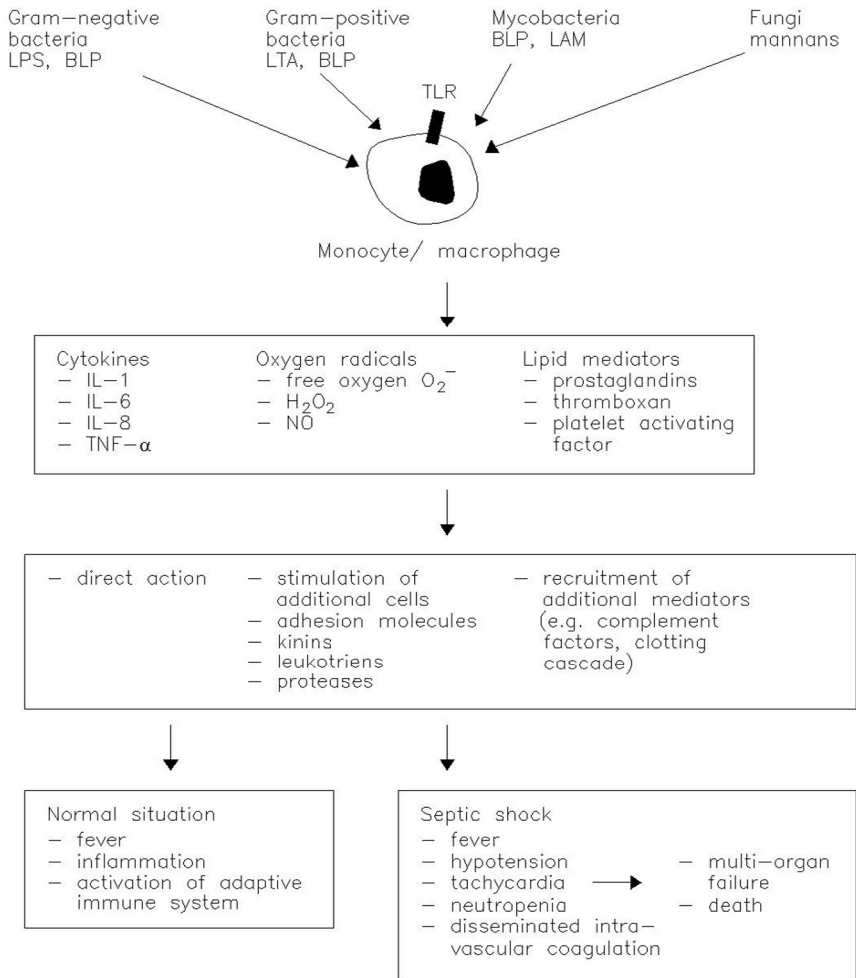 Gram-negative
bacteria
LPS, BLP
Gram-positive
bacteria
LTA, BLP
Mycobacteria
BLP, LAM
Fungi
mannans
TLR
Monocyte/ macrophage
Cytokines
- IL-1
- IL-6
- IL-8
- TNF-α
Oxygen radicals
- free oxygen O₂⁻
- H₂O₂
- NO
Lipid mediators
- prostaglandins
- thromboxan
- platelet activating
factor
- direct action
- stimulation of
additional cells
- adhesion molecules
- kinins
- leukotriens
- proteases
- recruitment of
additional mediators
(e.g. complement
factors, clotting
cascade)
Normal situation
- fever
- inflammation
- activation of adaptive
immune system
Septic shock
- fever
- hypotension
- tachycardia
- neutropenia
- disseminated intra-
vascular coagulation
- multi-organ
failure
- death